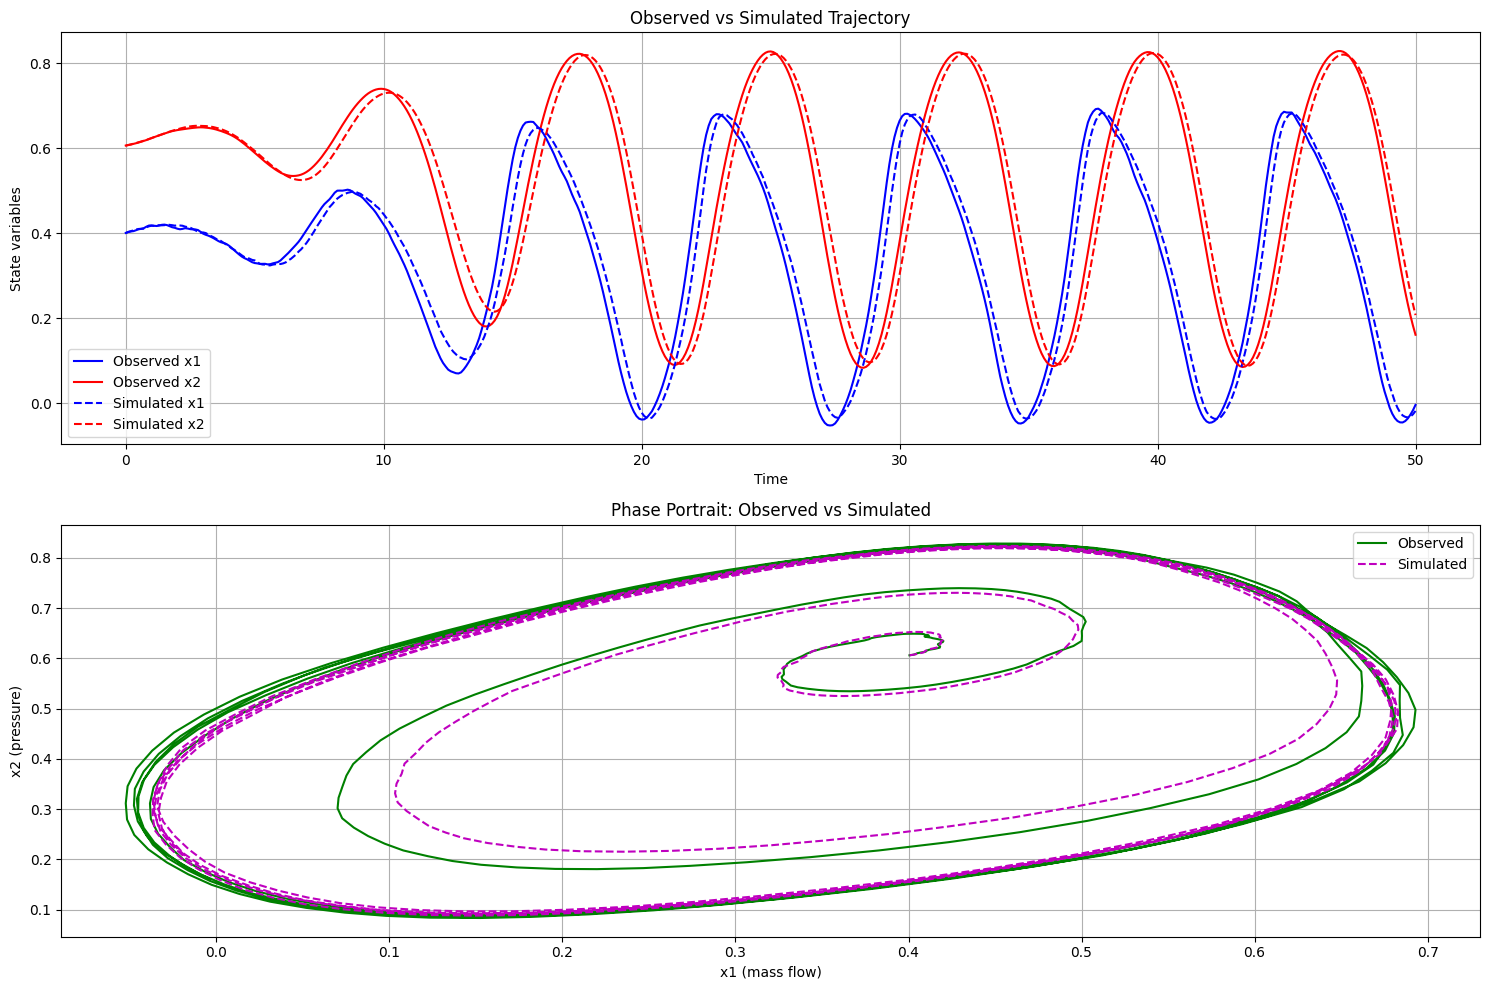 Observed vs Simulated Trajectory
State variables
0.8
0.6
0.4
0.2
0.0
Observed x1
Observed x2
Simulated x1
Simulated x2
0 10 20 30 40 50
Time
Phase Portrait: Observed vs Simulated
x2 (pressure)
0.8
0.7
0.6
0.5
0.4
0.3
0.2
0.1
Observed
Simulated
0.0 0.1 0.2 0.3 0.4 0.5 0.6 0.7
x1 (mass flow)